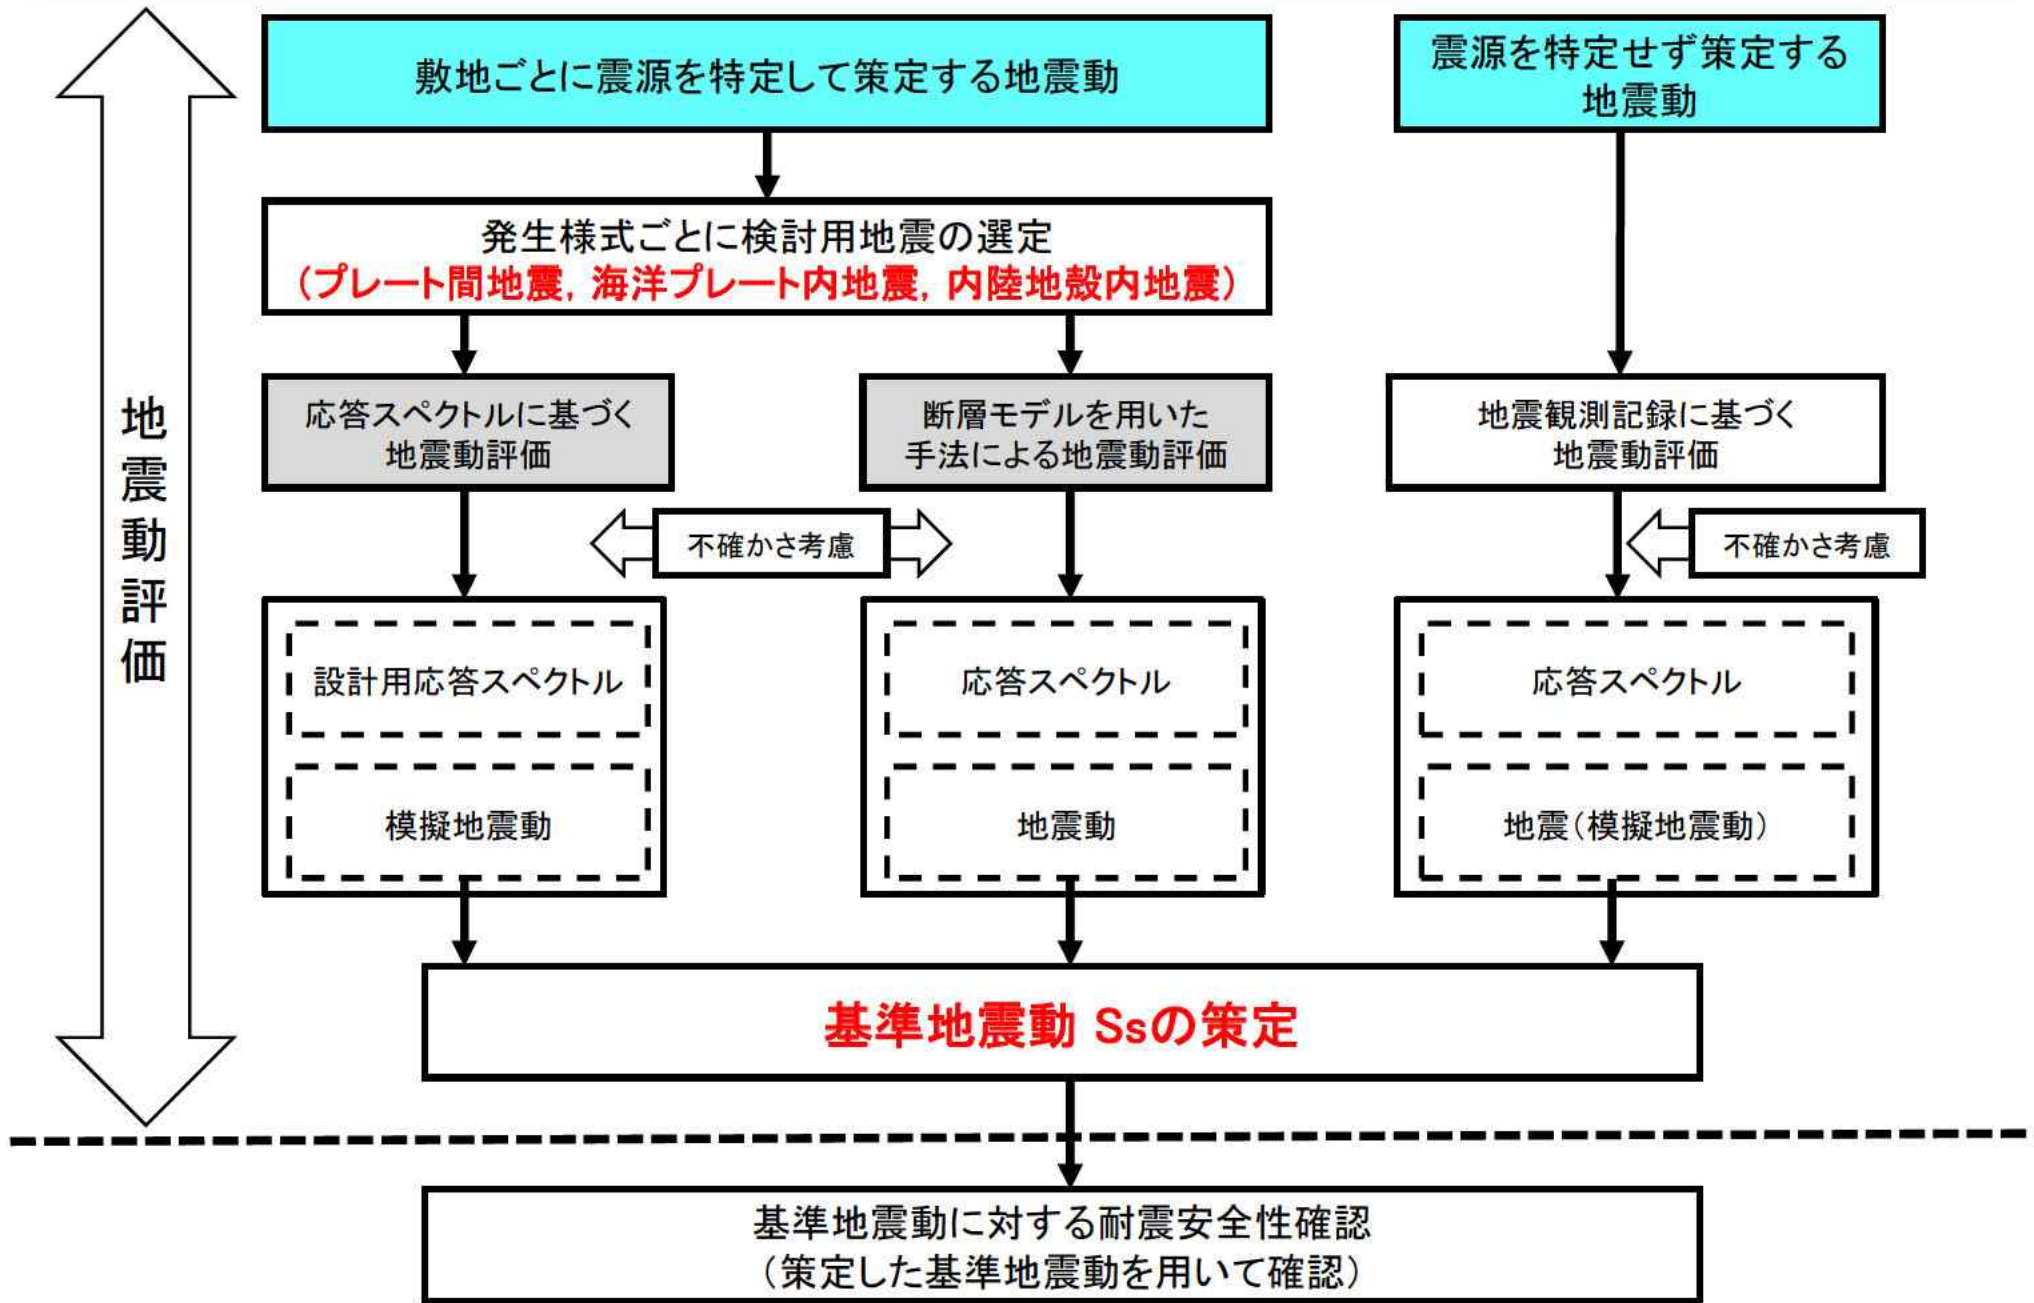 敷地ごとに震源を特定して策定する地震動
震源を特定せず策定する
地震動
発生様式ごとに検討用地震の選定
（プレート間地震，海洋プレート内地震，内陸地殻内地震）
地震動評価
応答スペクトルに基づく
地震動評価
断層モデルを用いた
手法による地震動評価
地震観測記録に基づく
地震動評価
不確かさ考慮
不確かさ考慮
設計用応答スペクトル
応答スペクトル
応答スペクトル
模擬地震動
地震動
地震（模擬地震動）
基準地震動 Ssの策定
基準地震動に対する耐震安全性確認
（策定した基準地震動を用いて確認）